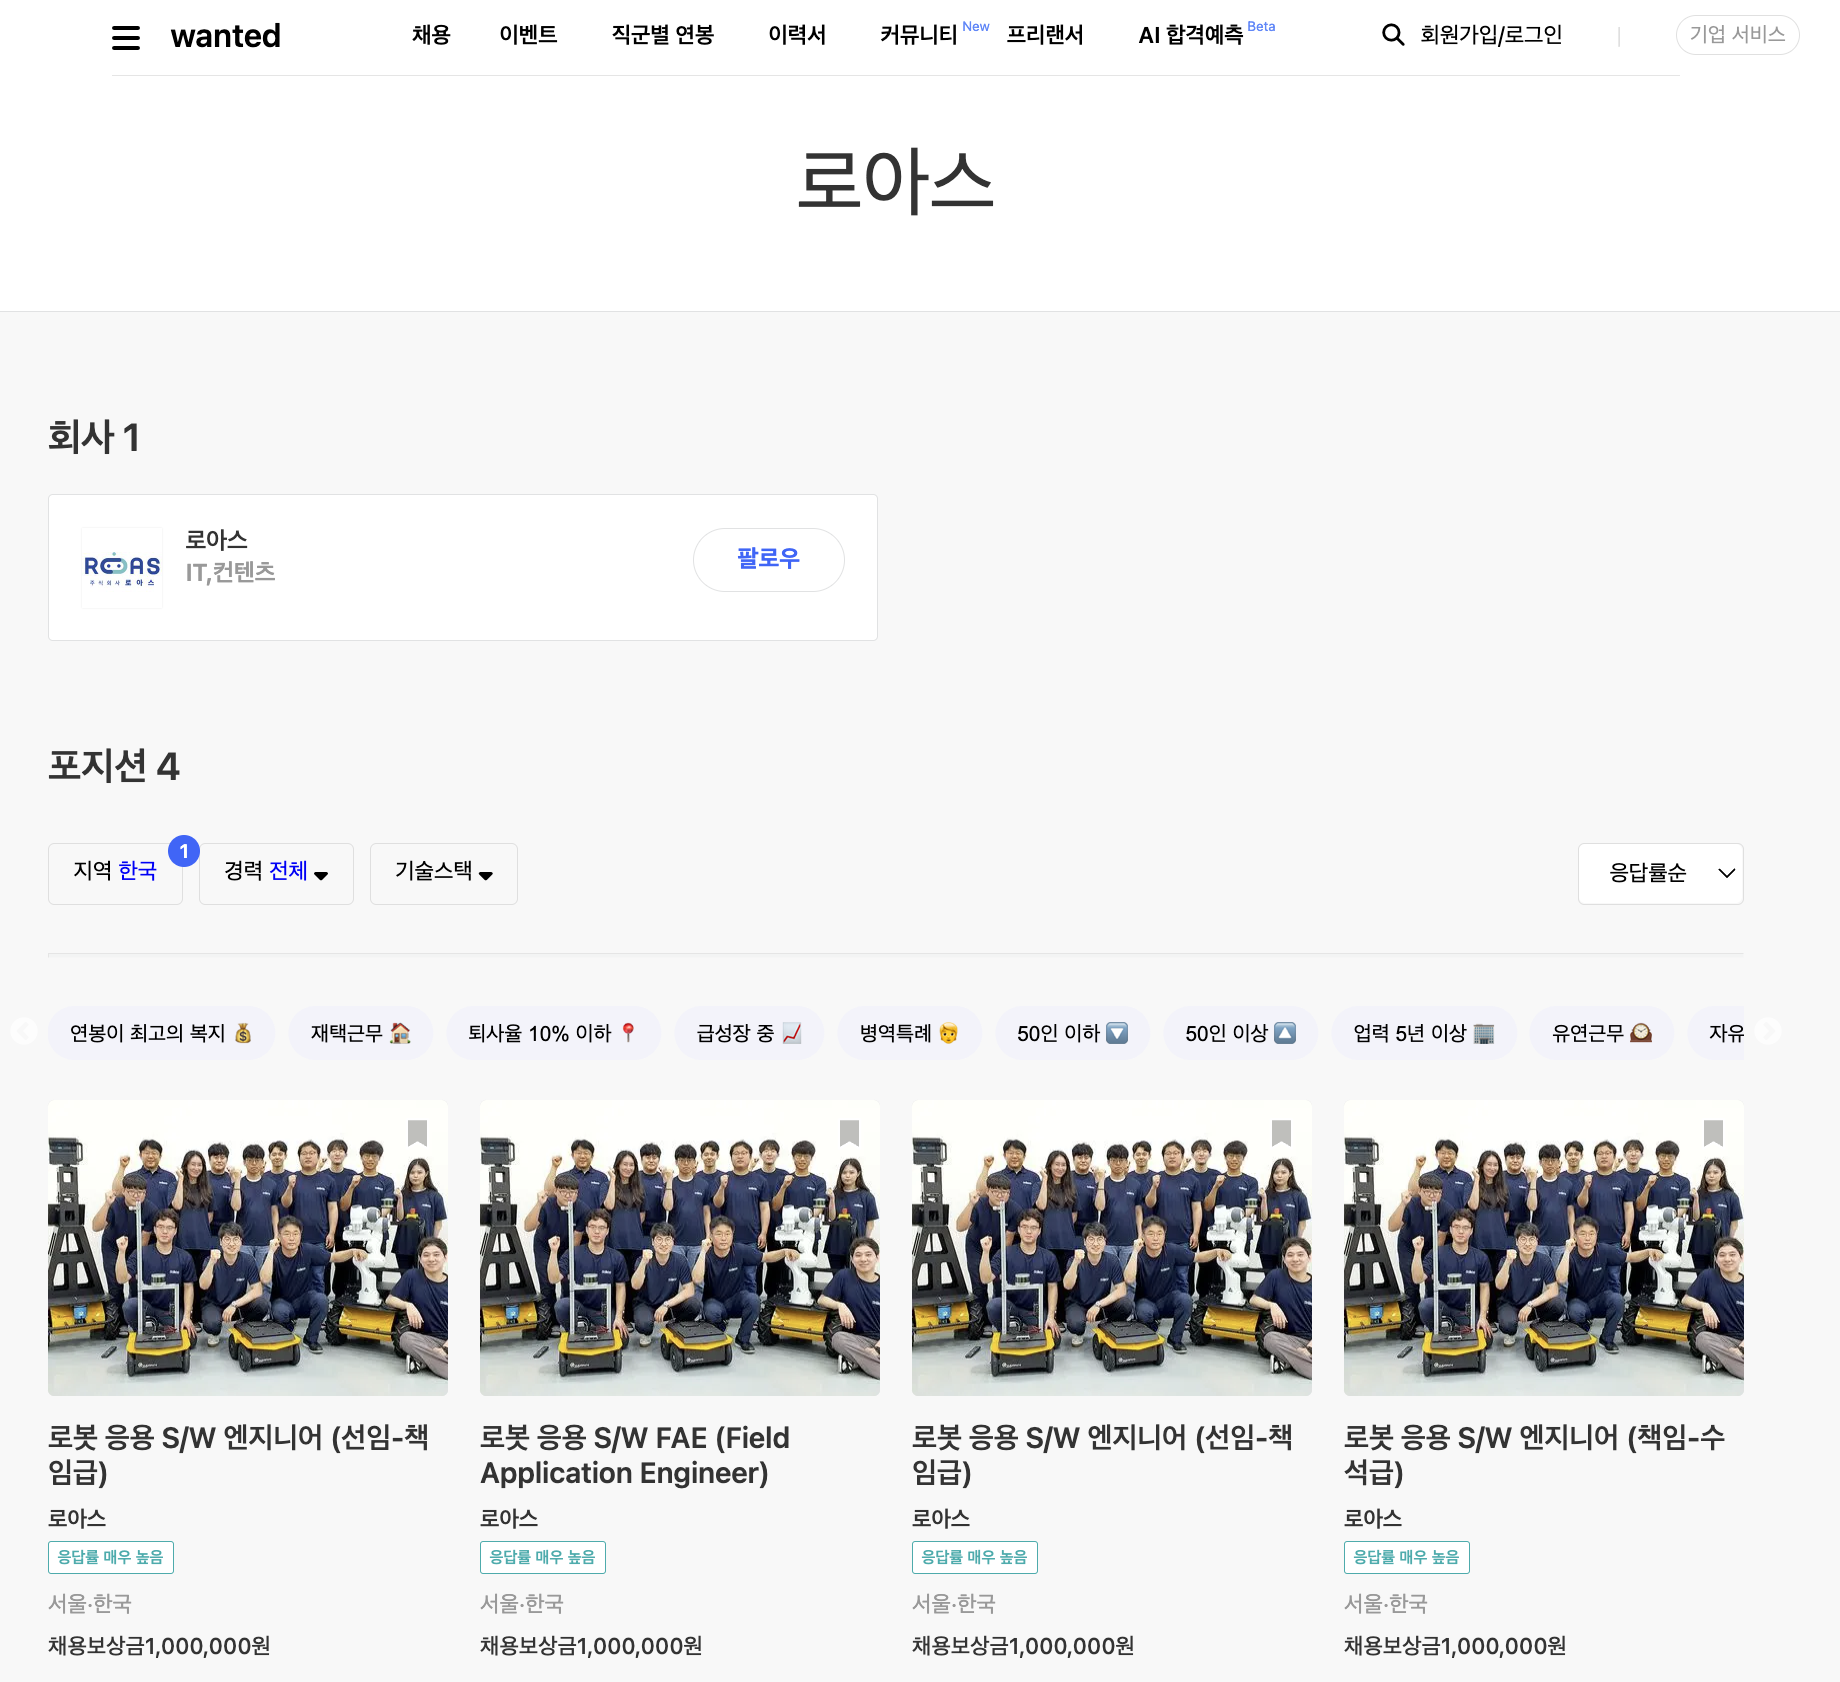 wanted
채용
이벤트
직군별 연봉
이력서
커뮤니티 New
프리랜서
AI 합격예측 Beta
회원가입/로그인
기업 서비스
로아스
회사 1
ROAS
주식회사 로아스
로아스
IT,컨텐츠
팔로우
포지션 4
지역 한국
1
경력 전체
기술스택
응답률순
연봉이 최고의 복지
재택근무
퇴사율 10% 이하
급성장 중
병역특례
50인 이하
50인 이상
업력 5년 이상
유연근무
자유
로봇 응용 S/W 엔지니어 (선임-책
임급)
로아스
응답률 매우 높음
서울·한국
채용보상금1,000,000원
로봇 응용 S/W FAE (Field
Application Engineer)
로아스
응답률 매우 높음
서울·한국
채용보상금1,000,000원
로봇 응용 S/W 엔지니어 (선임-책
임급)
로아스
응답률 매우 높음
서울·한국
채용보상금1,000,000원
로봇 응용 S/W 엔지니어 (책임-수
석급)
로아스
응답률 매우 높음
서울·한국
채용보상금1,000,000원